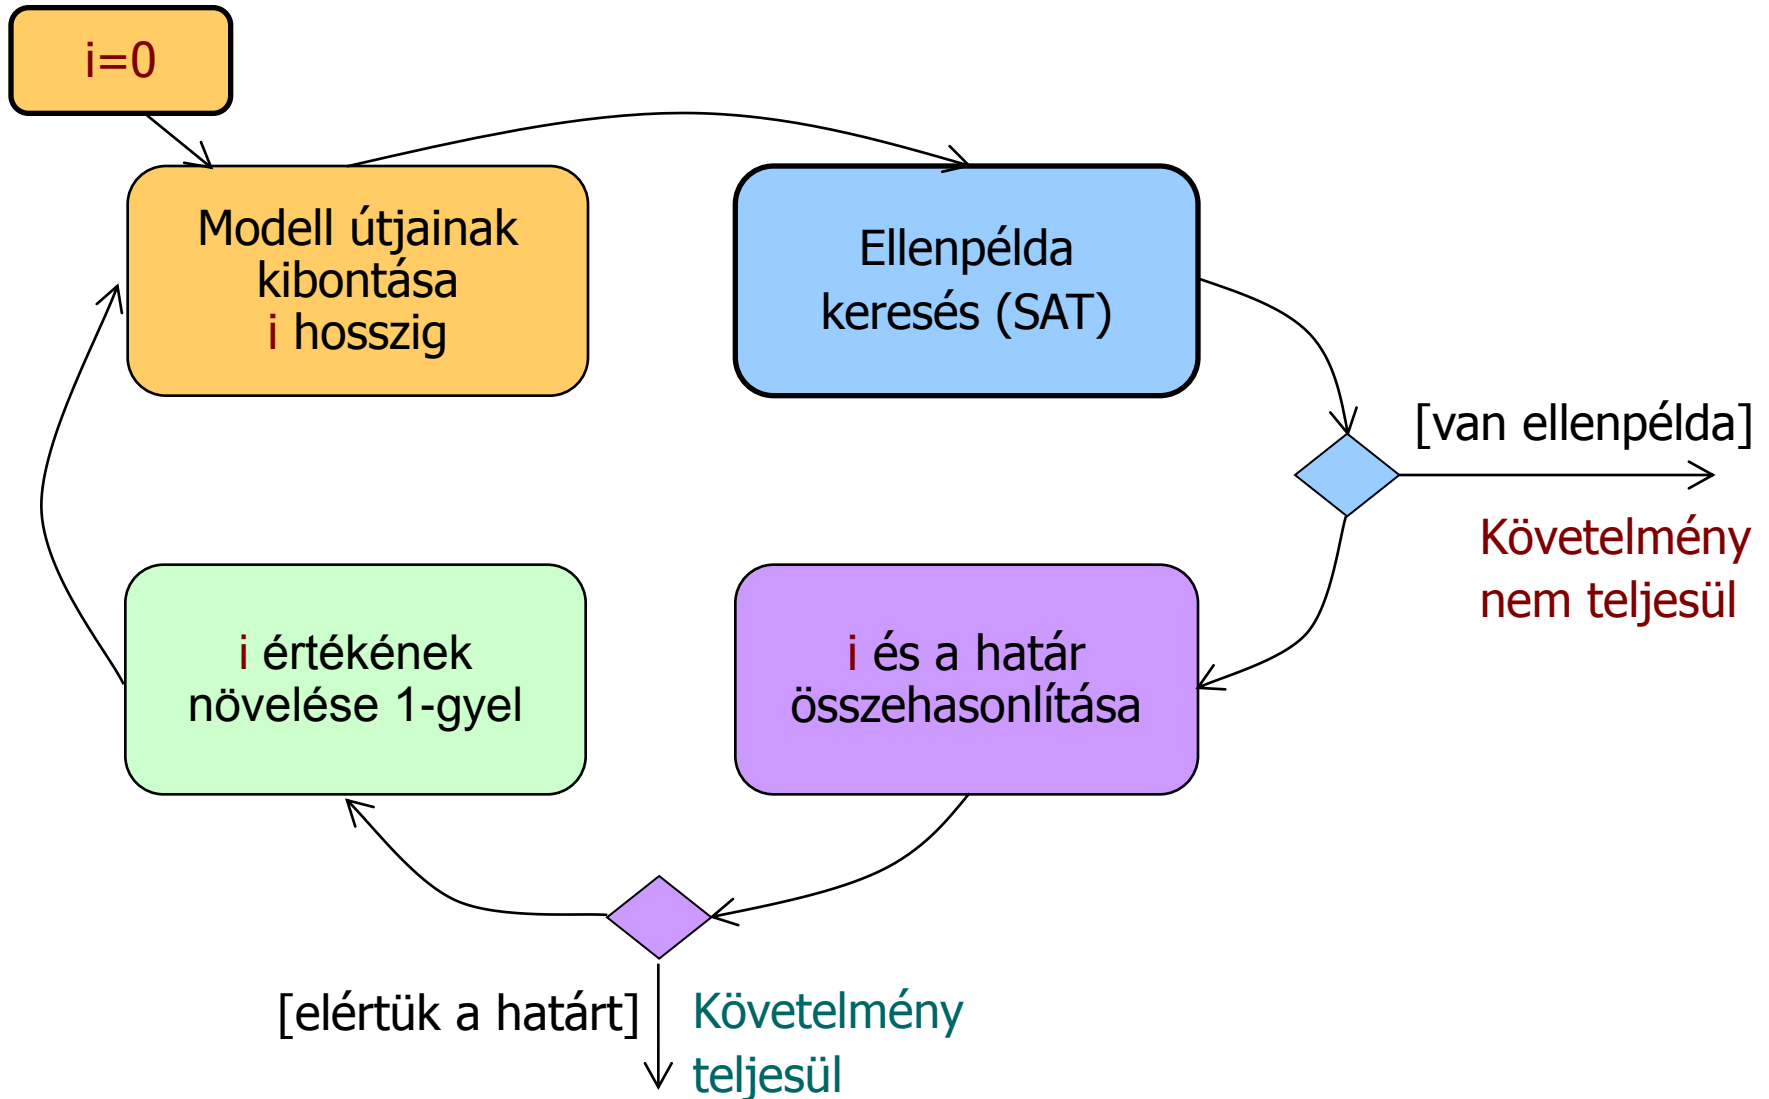 i=0
Modell útjainak
kibontása
i hosszig
Ellenpélda
keresés (SAT)
[van ellenpélda]
Követelmény
nem teljesül
i értékének
növelése 1-gyel
i és a határ
összehasonlítása
[elértük a határt]
Követelmény
teljesül